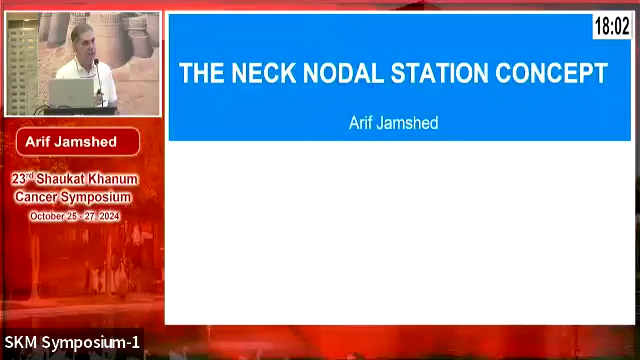 18:02
THE NECK NODAL STATION CONCEPT
Arif Jamshed
Arif Jamshed
23rd Shaukat Khanum
Cancer Symposium
October 25 - 27, 2024
SKM Symposium-1